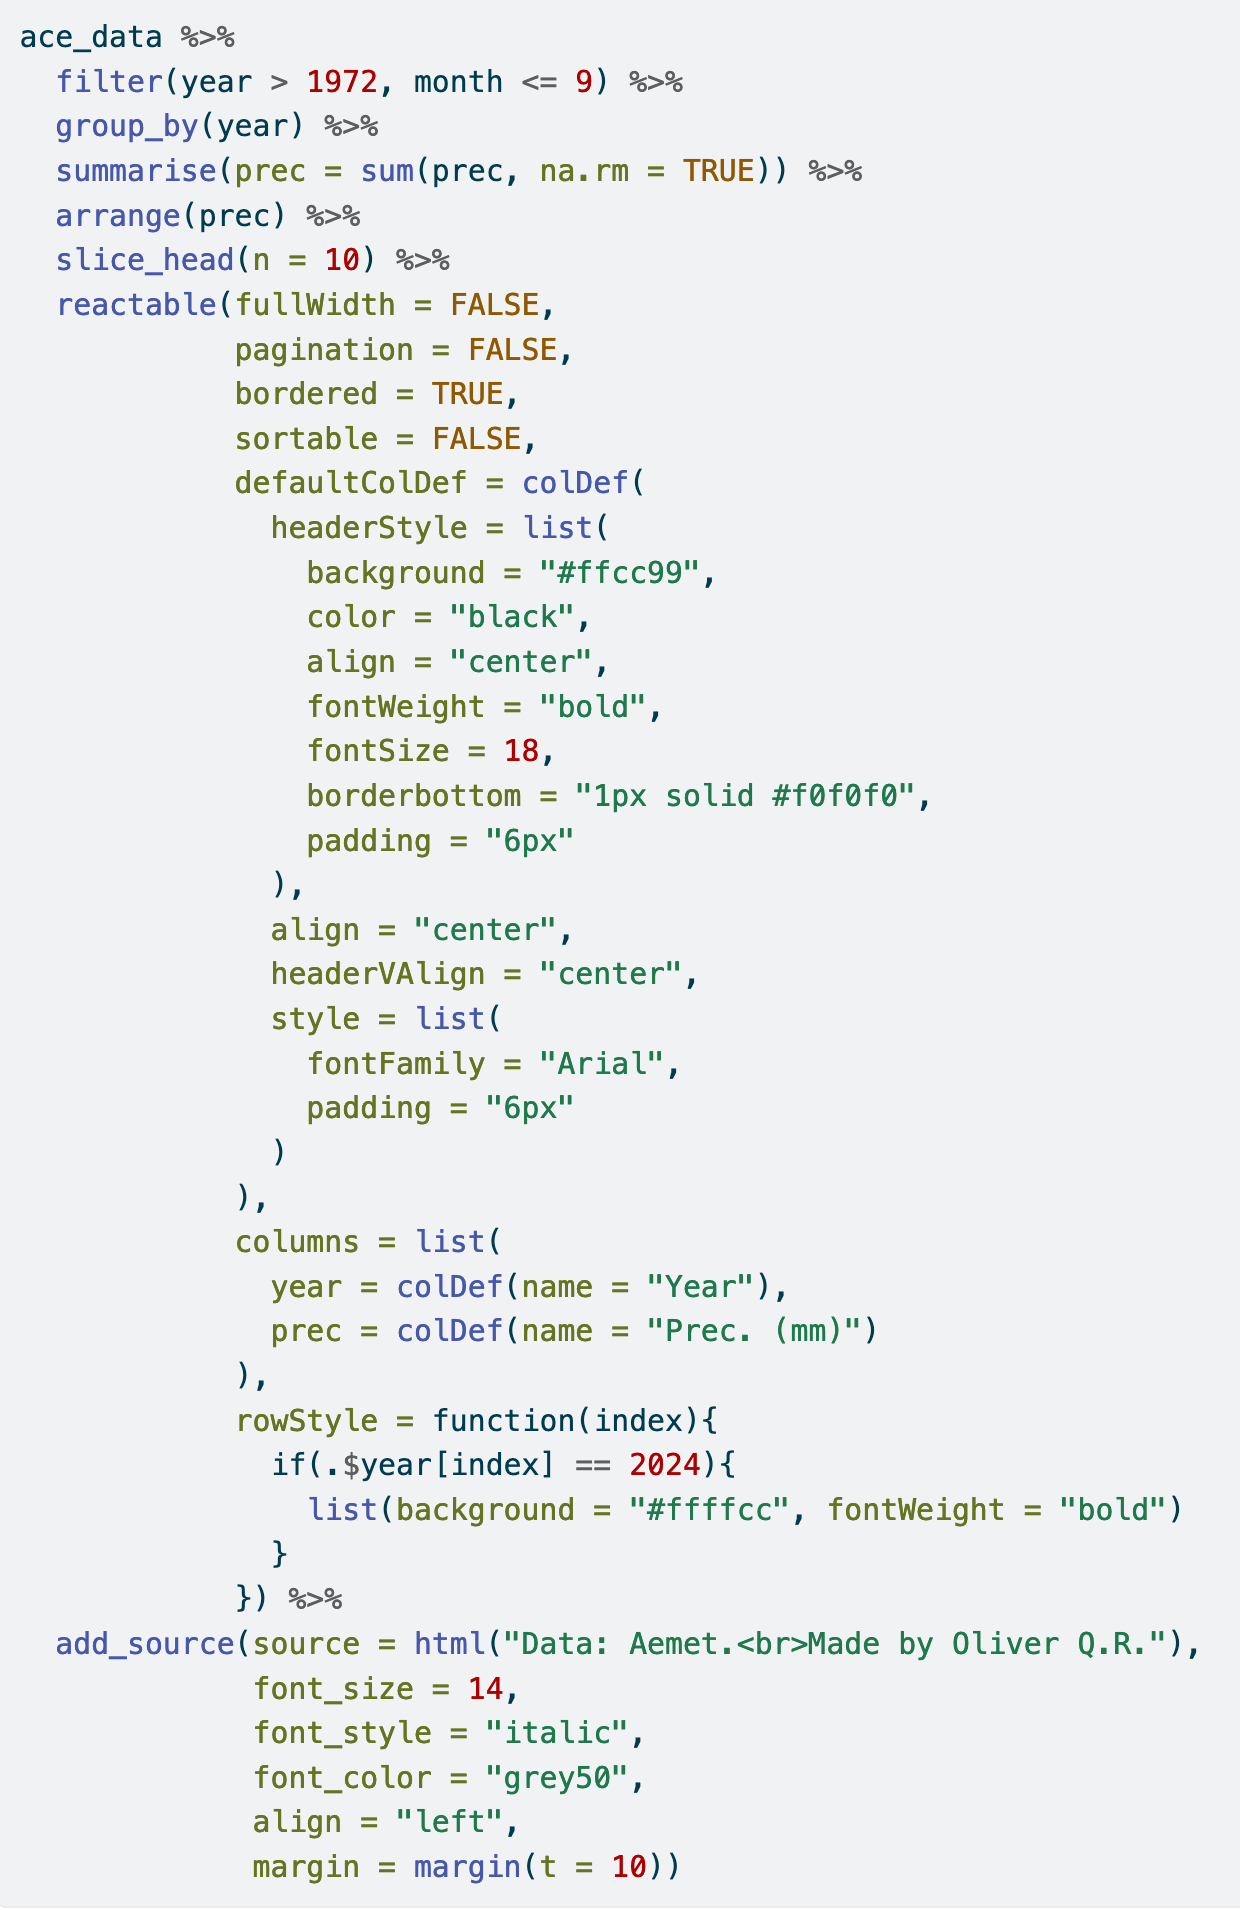 ace_data %>%
  filter(year > 1972, month <= 9) %>%
  group_by(year) %>%
  summarise(prec = sum(prec, na.rm = TRUE)) %>%
  arrange(prec) %>%
  slice_head(n = 10) %>%
  reactable(fullWidth = FALSE,
            pagination = FALSE,
            bordered = TRUE,
            sortable = FALSE,
            defaultColDef = colDef(
              headerStyle = list(
                background = "#ffcc99",
                color = "black",
                align = "center",
                fontWeight = "bold",
                fontSize = 18,
                borderbottom = "1px solid #f0f0f0",
                padding = "6px"
              ),
              align = "center",
              headerVAlign = "center",
              style = list(
                fontFamily = "Arial",
                padding = "6px"
              )
            ),
            columns = list(
              year = colDef(name = "Year"),
              prec = colDef(name = "Prec. (mm)")
            ),
            rowStyle = function(index){
              if(.$year[index] == 2024){
                list(background = "#ffffcc", fontWeight = "bold")
              }
            }) %>%
  add_source(source = html("Data: Aemet.<br>Made by Oliver Q.R."),
             font_size = 14,
             font_style = "italic",
             font_color = "grey50",
             align = "left",
             margin = margin(t = 10))